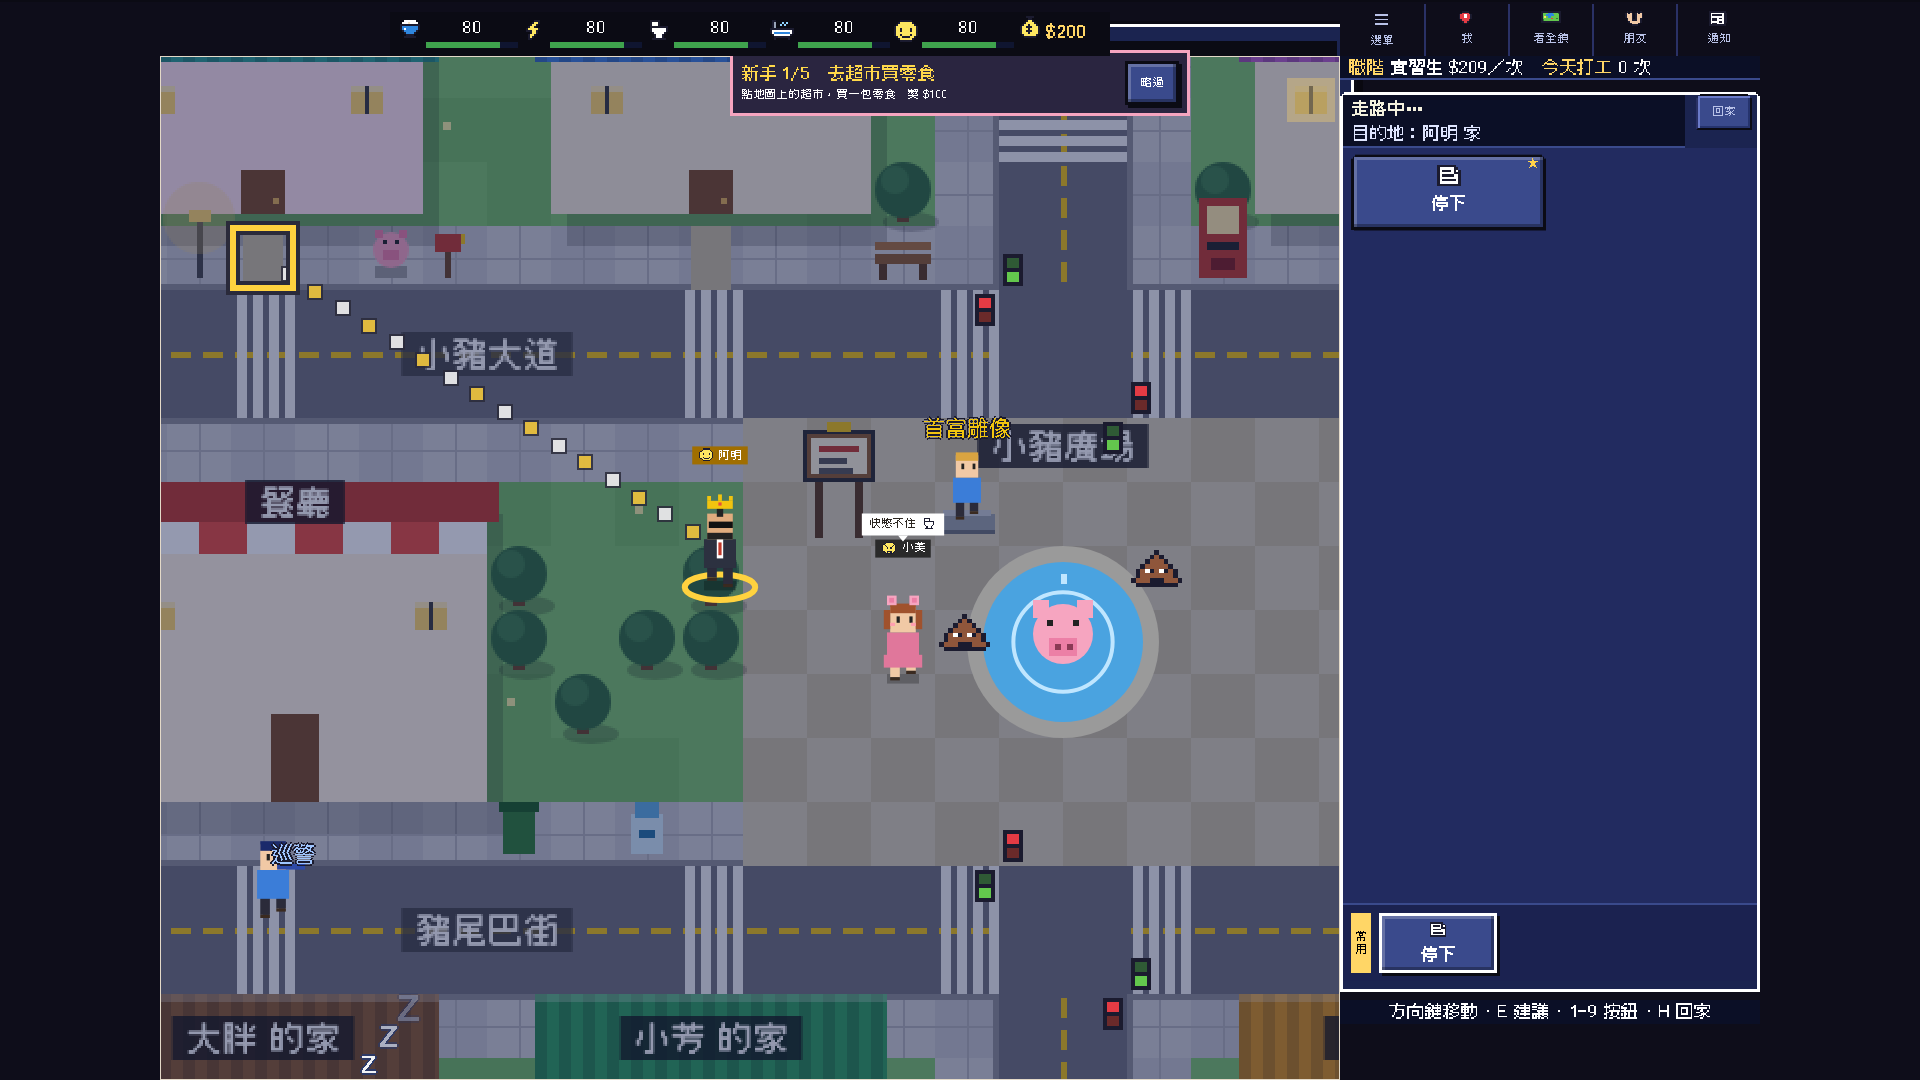 80
80
80
80
80
$200
選單
我
看全鎮
朋友
通知
新手 1/5 去超市買零食
點地圖上的超市，買一包零食 獎 $100
略過
職階 實習生 $209／次 今天打工 0 次
走路中…
目的地：阿明 家
回家
停下
小豬大道
首富雕像
小豬廣場
阿明
餐廳
快憋不住
小美
巡警
豬尾巴街
大胖 的家
Z
Z
Z
小芳 的家
常用
停下
方向鍵移動 · E 建議 · 1-9 按鈕 · H 回家